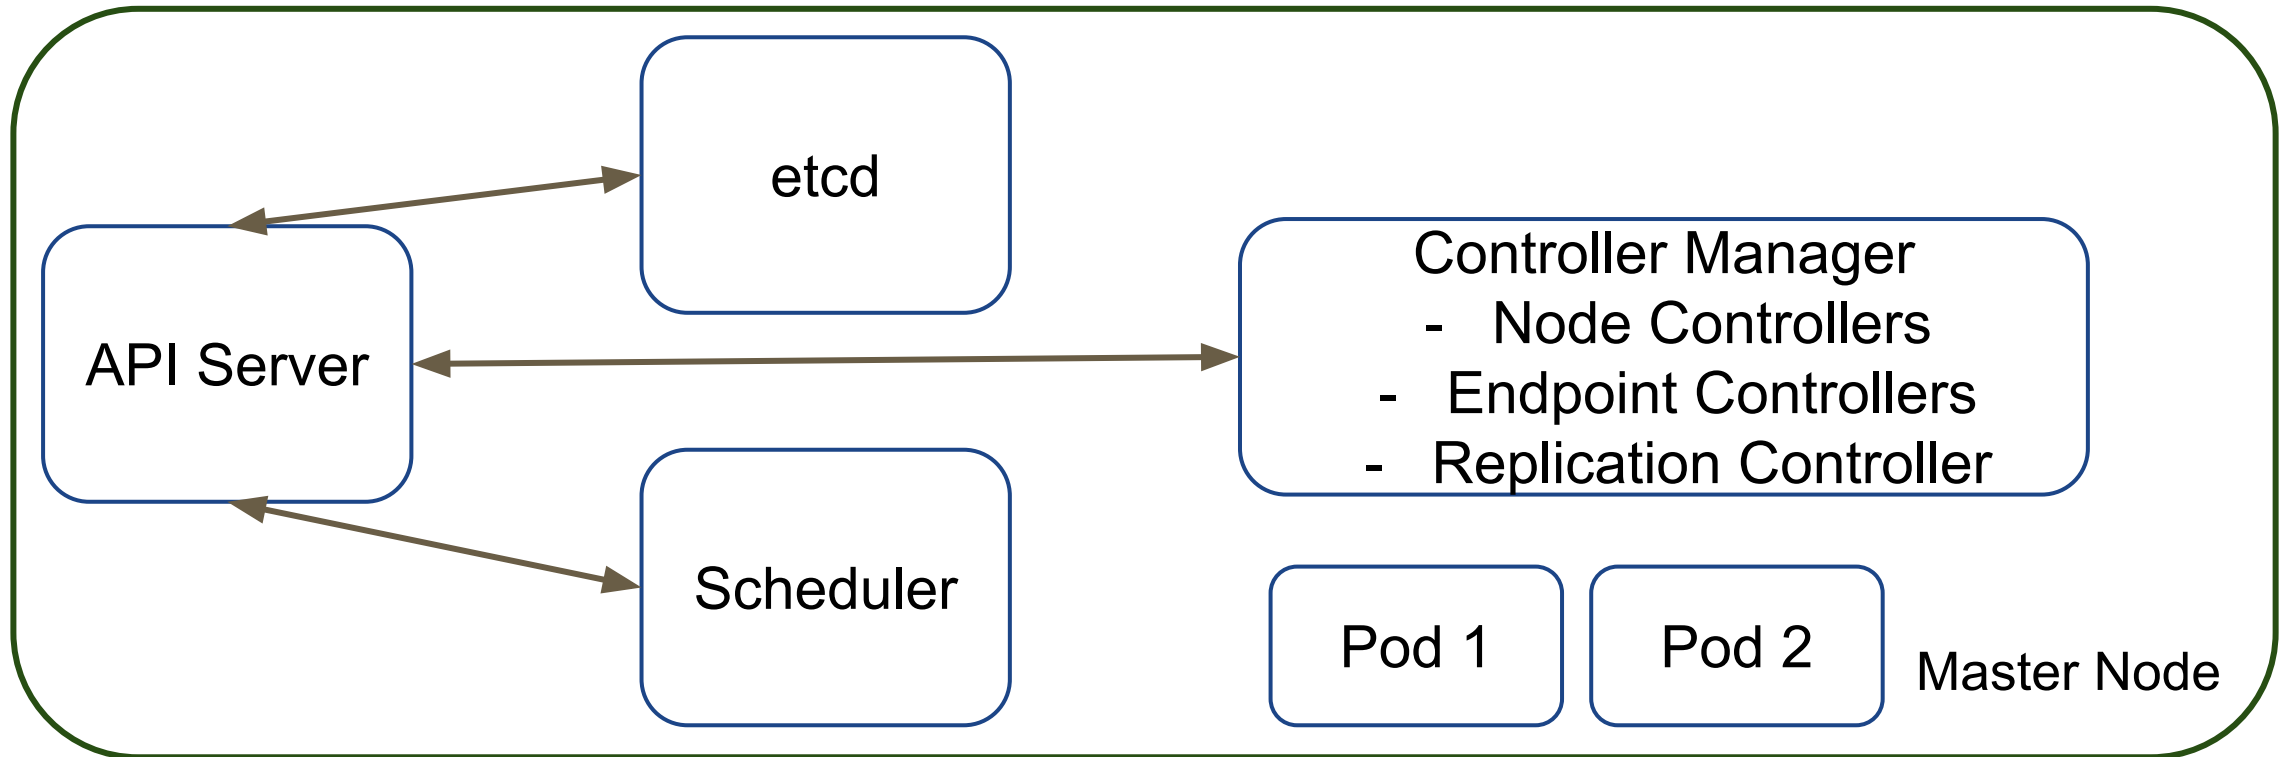 etcd
API Server
Controller Manager
- Node Controllers
- Endpoint Controllers
- Replication Controller
Scheduler
Pod 1
Pod 2
Master Node